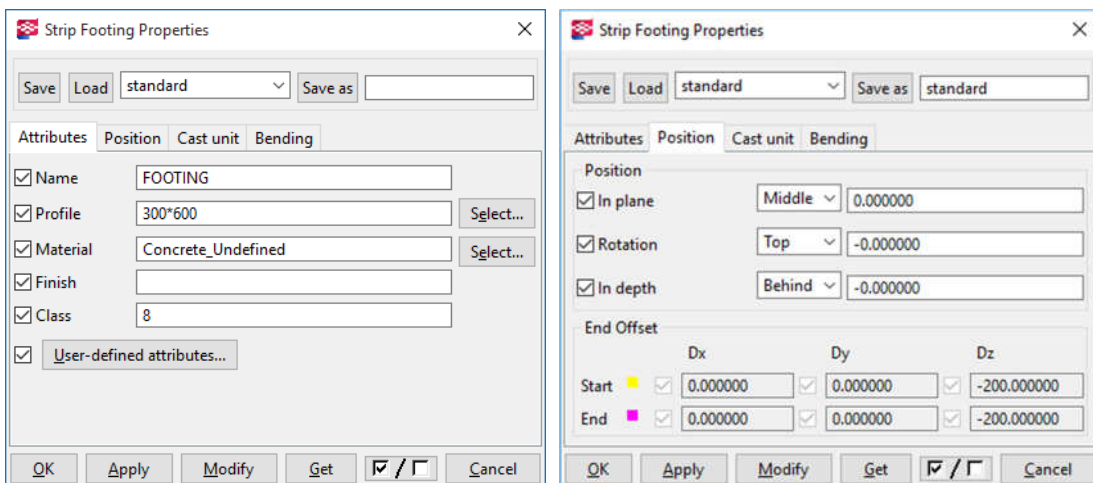 Strip Footing Properties
Save Load standard Save as
Attributes Position Cast unit Bending
Name FOOTING
Profile 300*600 Select...
Material Concrete_Undefined Select...
Finish
Class 8
User-defined attributes...
OK Apply Modify Get / Cancel
Strip Footing Properties
Save Load standard Save as standard
Attributes Position Cast unit Bending
Position
In plane Middle 0.000000
Rotation Top -0.000000
In depth Behind -0.000000
End Offset
Dx Dy Dz
Start 0.000000 0.000000 -200.000000
End 0.000000 0.000000 -200.000000
OK Apply Modify Get / Cancel